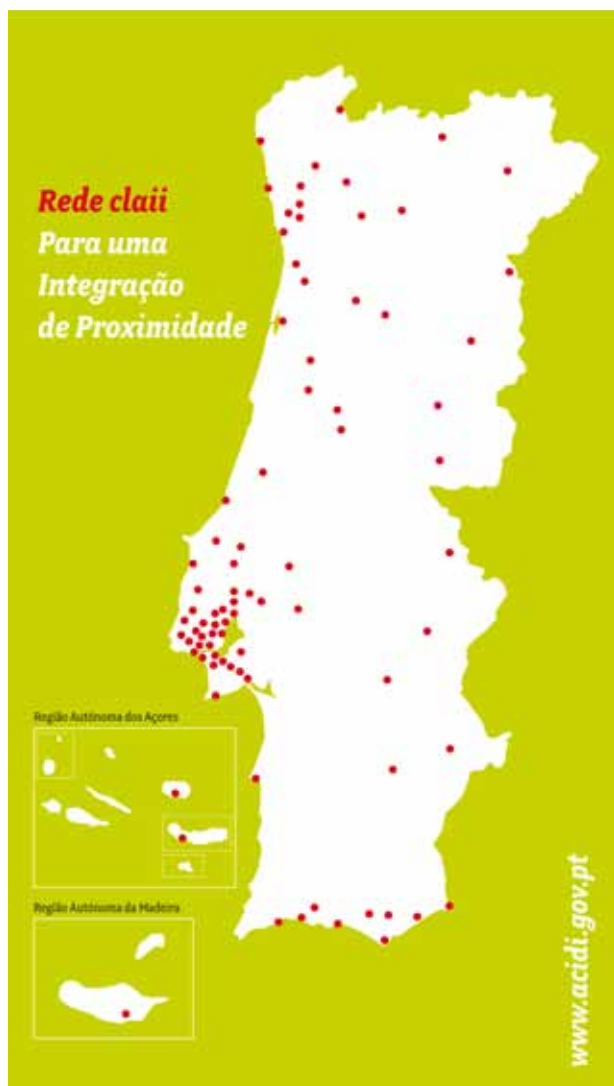 Rede claii
Para uma
Integração
de Proximidade
Região Autónoma dos Açores
Região Autónoma da Madeira
www.acidi.gov.pt